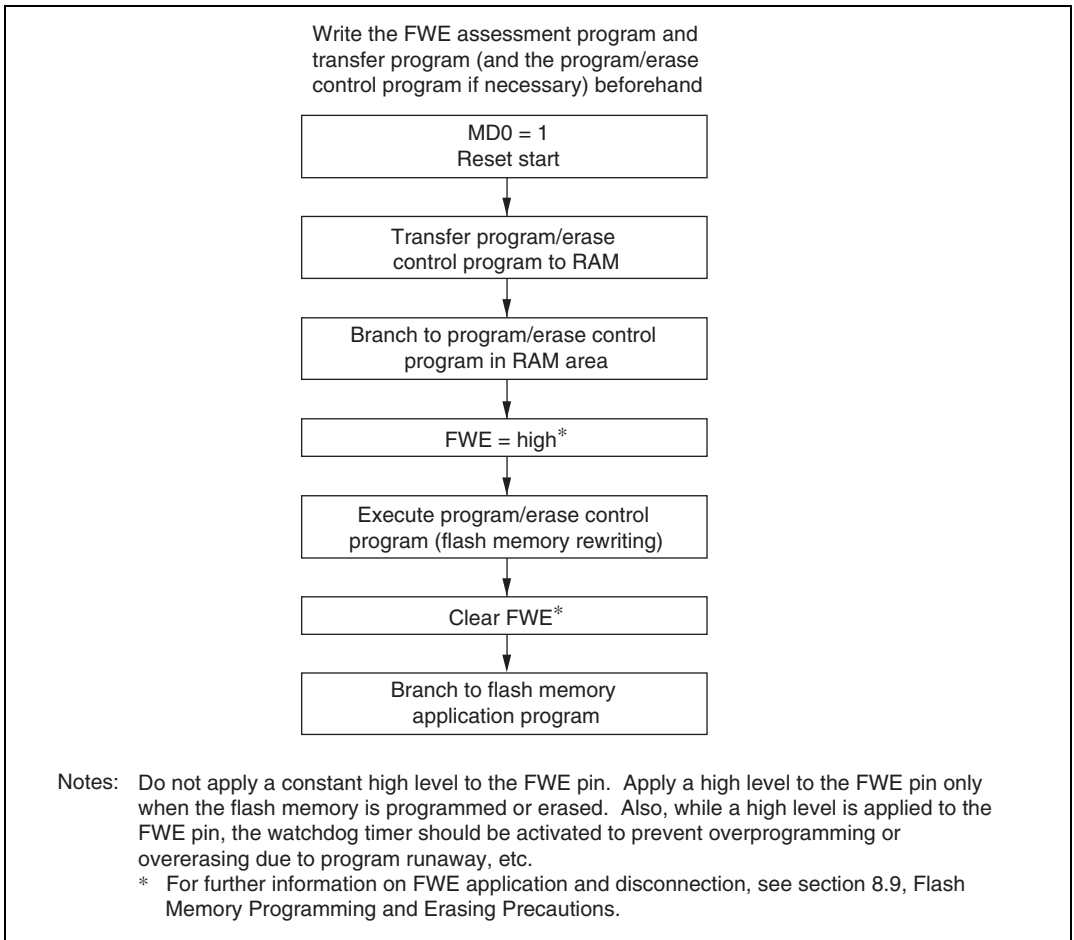 Write the FWE assessment program and
transfer program (and the program/erase
control program if necessary) beforehand
MD0 = 1
Reset start
Transfer program/erase
control program to RAM
Branch to program/erase control
program in RAM area
FWE = high*
Execute program/erase control
program (flash memory rewriting)
Clear FWE*
Branch to flash memory
application program
Notes: Do not apply a constant high level to the FWE pin. Apply a high level to the FWE pin only
when the flash memory is programmed or erased. Also, while a high level is applied to the
FWE pin, the watchdog timer should be activated to prevent overprogramming or
overerasing due to program runaway, etc.
* For further information on FWE application and disconnection, see section 8.9, Flash
Memory Programming and Erasing Precautions.